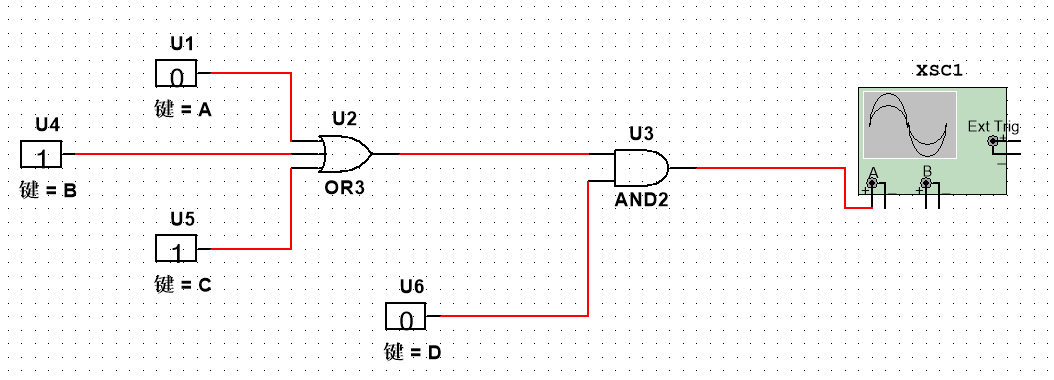 U1
0
键 = A
U4
1
键 = B
U2
OR3
U5
1
键 = C
U3
AND2
U6
0
键 = D
xsc1
Ext Trig
+
−
A
B
+
−
+
−